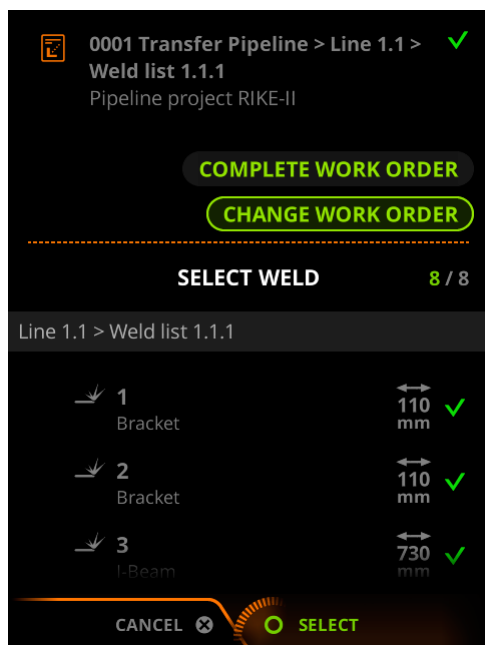 0001 Transfer Pipeline > Line 1.1 >
Weld list 1.1.1
Pipeline project RIKE-II
COMPLETE WORK ORDER
CHANGE WORK ORDER
SELECT WELD 8 / 8
Line 1.1 > Weld list 1.1.1
1
Bracket
110
mm
2
Bracket
110
mm
3
I-Beam
730
mm
CANCEL SELECT